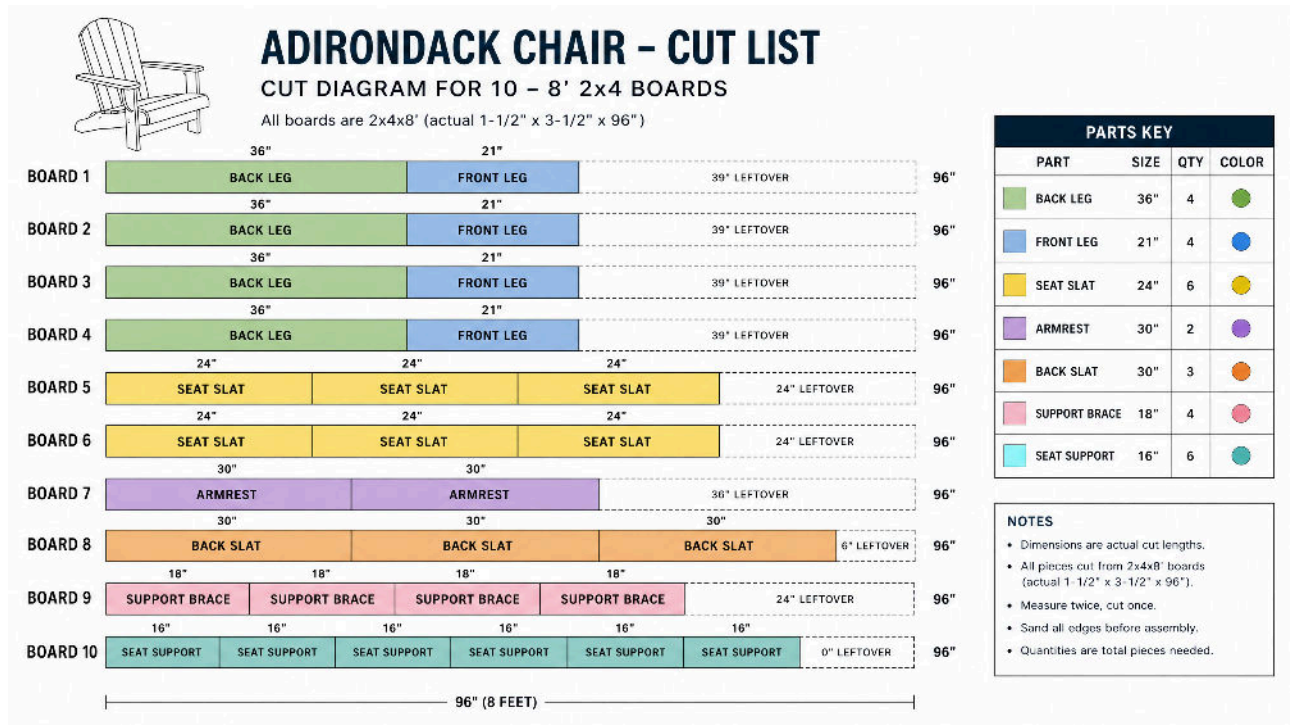 ADIRONDACK CHAIR – CUT LIST
CUT DIAGRAM FOR 10 – 8' 2x4 BOARDS
All boards are 2x4x8' (actual 1-1/2" x 3-1/2" x 96")
36" 21"
BOARD 1 BACK LEG FRONT LEG 39" LEFTOVER 96"
36" 21"
BOARD 2 BACK LEG FRONT LEG 39" LEFTOVER 96"
36" 21"
BOARD 3 BACK LEG FRONT LEG 39" LEFTOVER 96"
36" 21"
BOARD 4 BACK LEG FRONT LEG 39" LEFTOVER 96"
24" 24" 24"
BOARD 5 SEAT SLAT SEAT SLAT SEAT SLAT 24" LEFTOVER 96"
24" 24" 24"
BOARD 6 SEAT SLAT SEAT SLAT SEAT SLAT 24" LEFTOVER 96"
30" 30"
BOARD 7 ARMREST ARMREST 36" LEFTOVER 96"
30" 30" 30"
BOARD 8 BACK SLAT BACK SLAT BACK SLAT 6" LEFTOVER 96"
18" 18" 18" 18"
BOARD 9 SUPPORT BRACE SUPPORT BRACE SUPPORT BRACE SUPPORT BRACE 24" LEFTOVER 96"
16" 16" 16" 16" 16" 16"
BOARD 10 SEAT SUPPORT SEAT SUPPORT SEAT SUPPORT SEAT SUPPORT SEAT SUPPORT SEAT SUPPORT 0" LEFTOVER 96"
96" (8 FEET)
PARTS KEY
PART SIZE QTY COLOR
BACK LEG 36" 4
FRONT LEG 21" 4
SEAT SLAT 24" 6
ARMREST 30" 2
BACK SLAT 30" 3
SUPPORT BRACE 18" 4
SEAT SUPPORT 16" 6
NOTES
• Dimensions are actual cut lengths.
• All pieces cut from 2x4x8' boards
(actual 1-1/2" x 3-1/2" x 96").
• Measure twice, cut once.
• Sand all edges before assembly.
• Quantities are total pieces needed.